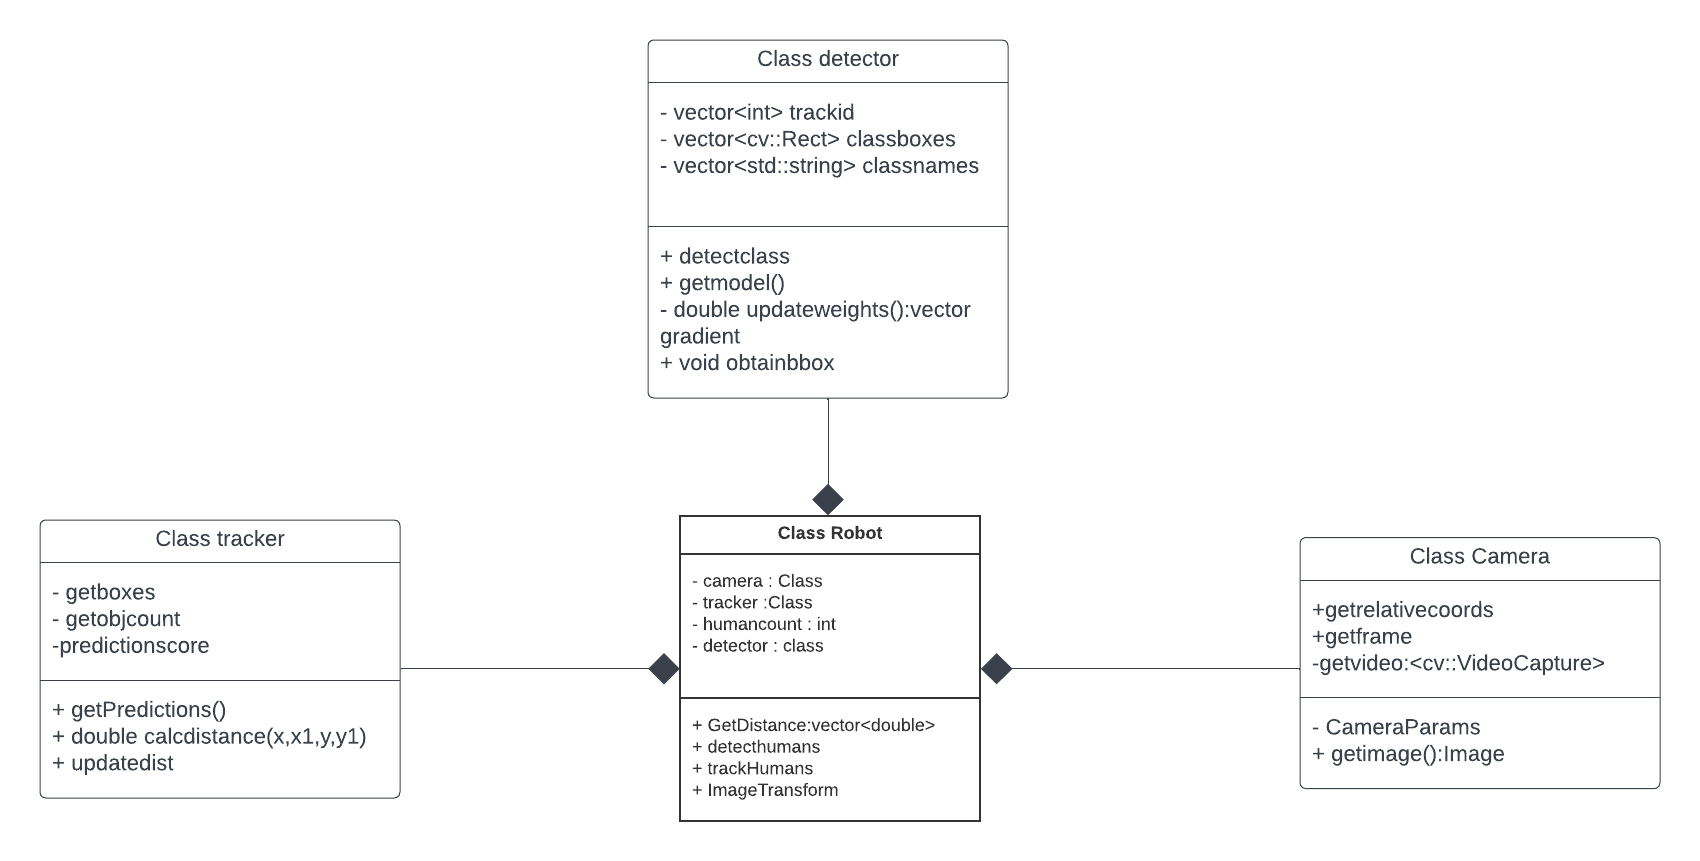 Class detector
- vector<int> trackid
- vector<cv::Rect> classboxes
- vector<std::string> classnames
+ detectclass
+ getmodel()
- double updateweights():vector
gradient
+ void obtainbbox
Class tracker
- getboxes
- getobjcount
-predictionscore
+ getPredictions()
+ double calcdistance(x,x1,y,y1)
+ updatedist
Class Robot
- camera : Class
- tracker :Class
- humancount : int
- detector : class
+ GetDistance:vector<double>
+ detecthumans
+ trackHumans
+ ImageTransform
Class Camera
+getrelativecoords
+getframe
-getvideo:<cv::VideoCapture>
- CameraParams
+ getimage():Image